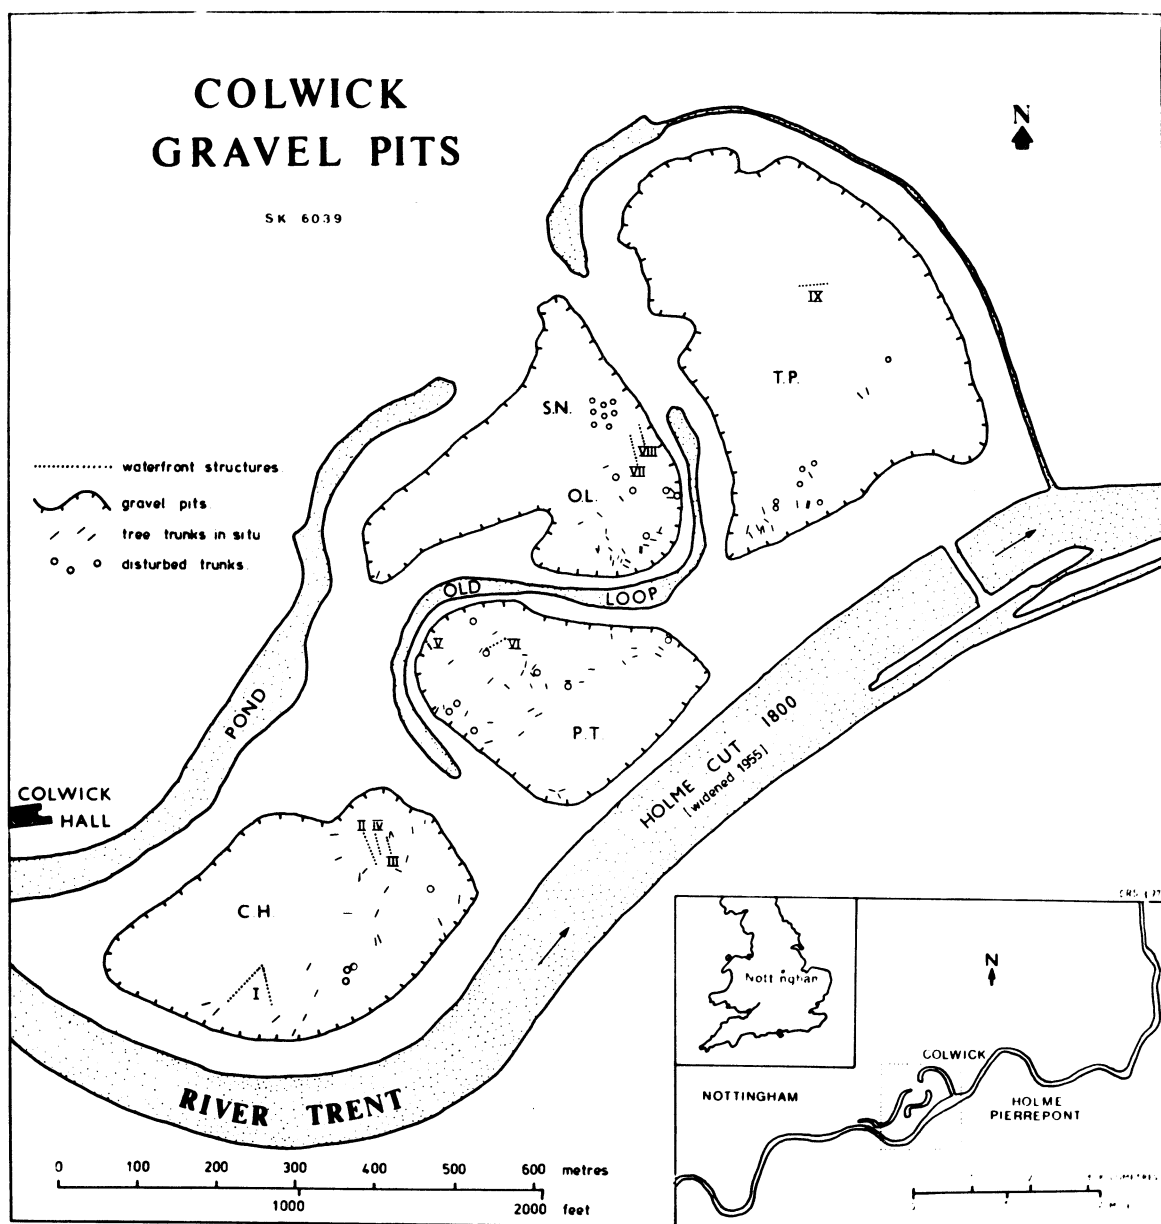 COLWICK
GRAVEL PITS
SK 6039
N
IX
T.P.
S.N.
VIII
VII
O.L.
waterfront structures
gravel pits
tree trunks in situ
disturbed trunks
OLD LOOP
V
VI
P.T.
POND
HOLME CUT 1800
[widened 1955]
COLWICK
HALL
II
IV
III
C.H.
I
RIVER TRENT
0 100 200 300 400 500 600 metres
1000 2000 feet
Nottingham
N
COLWICK
NOTTINGHAM
HOLME
PIERREPONT